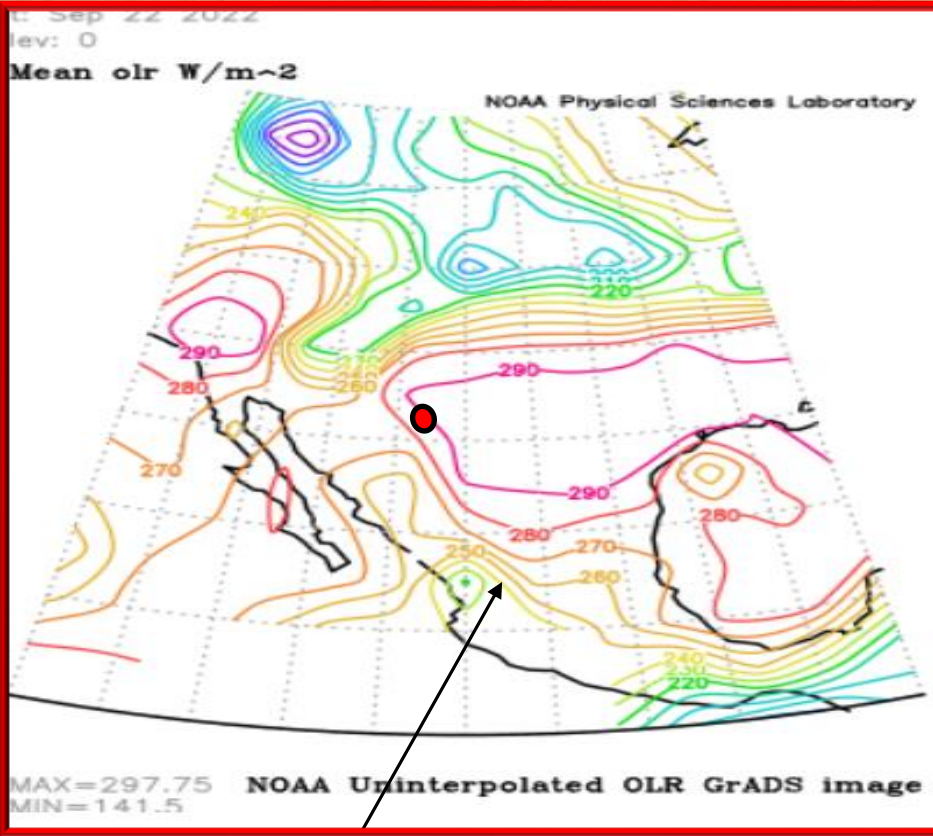 t: Sep 22 2022
lev: 0
Mean olr W/m^2
NOAA Physical Sciences Laboratory
240
220
290
290
280
260
270
290
280
280
250
270
260
240
230
220
MAX=297.75
NOAA Uninterpolated OLR GrADS image
MIN=141.5